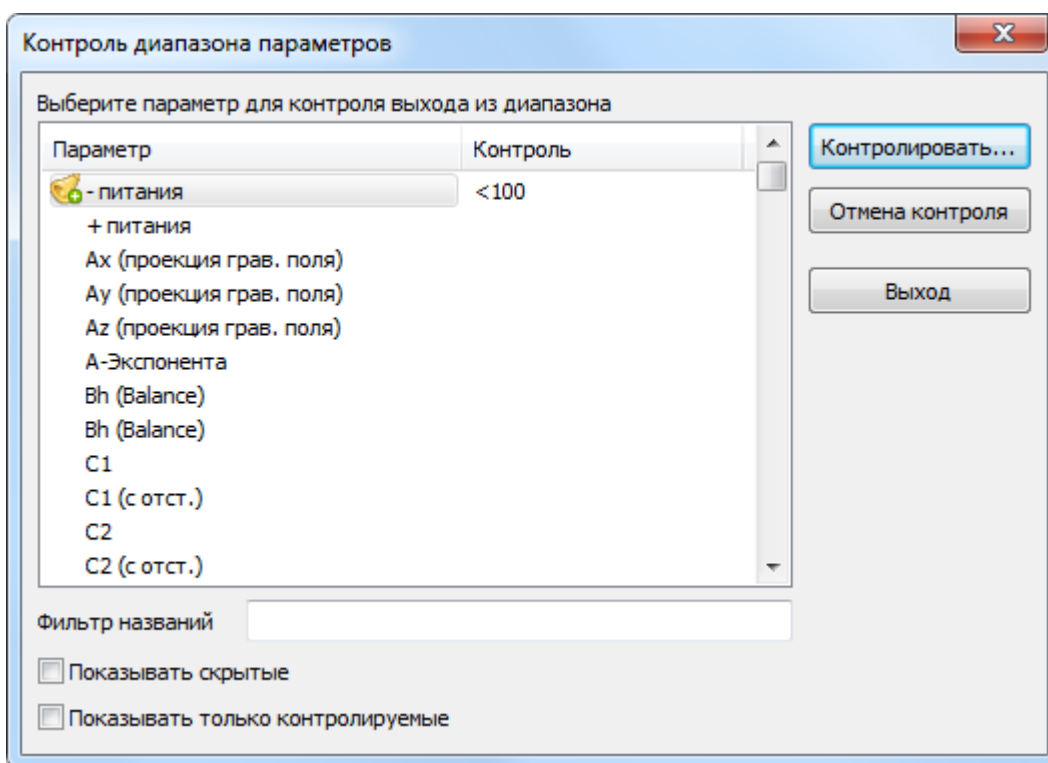 Контроль диапазона параметров
Выберите параметр для контроля выхода из диапазона
Параметр Контроль
- питания <100
+ питания
Ax (проекция грав. поля)
Ay (проекция грав. поля)
Az (проекция грав. поля)
A-Экспонента
Bh (Balance)
Bh (Balance)
C1
C1 (с отст.)
C2
C2 (с отст.)
Контролировать...
Отмена контроля
Выход
Фильтр названий
Показывать скрытые
Показывать только контролируемые